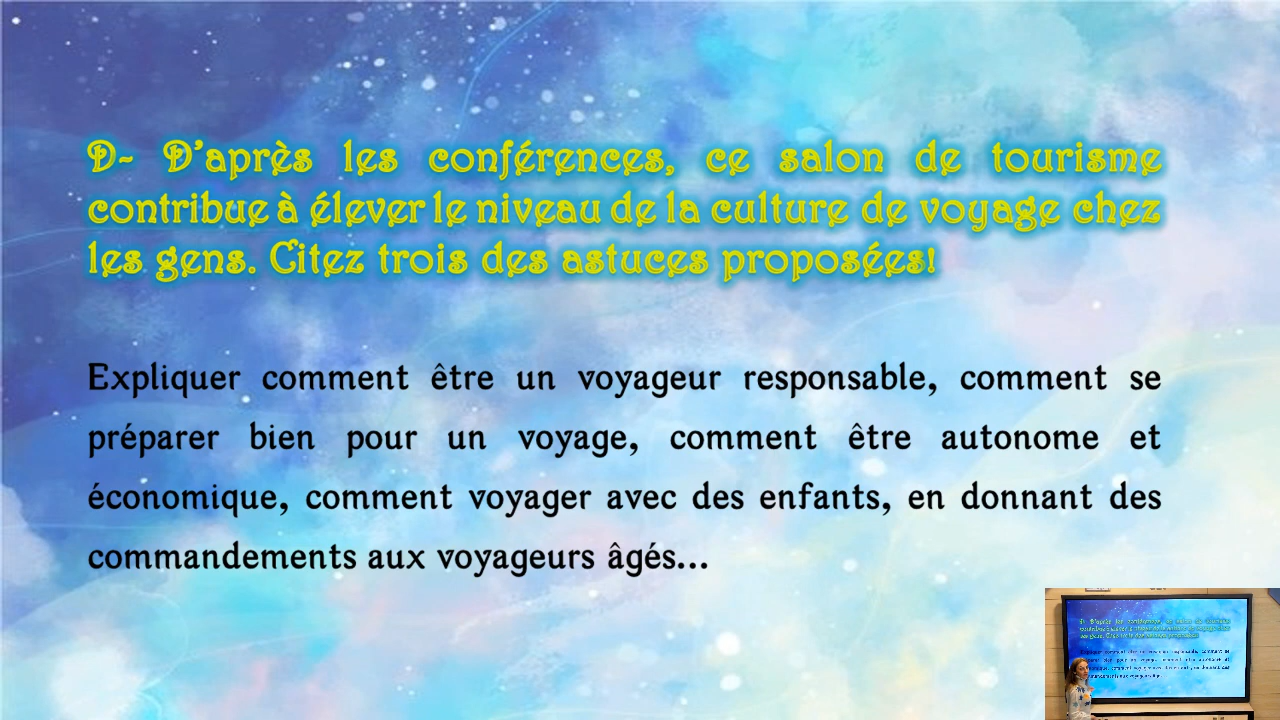 D- D'après les conférences, ce salon de tourisme
contribue à élever le niveau de la culture de voyage chez
les gens. Citez trois des astuces proposées!
Expliquer comment être un voyageur responsable, comment se
préparer bien pour un voyage, comment être autonome et
économique, comment voyager avec des enfants, en donnant des
commandements aux voyageurs âgés...